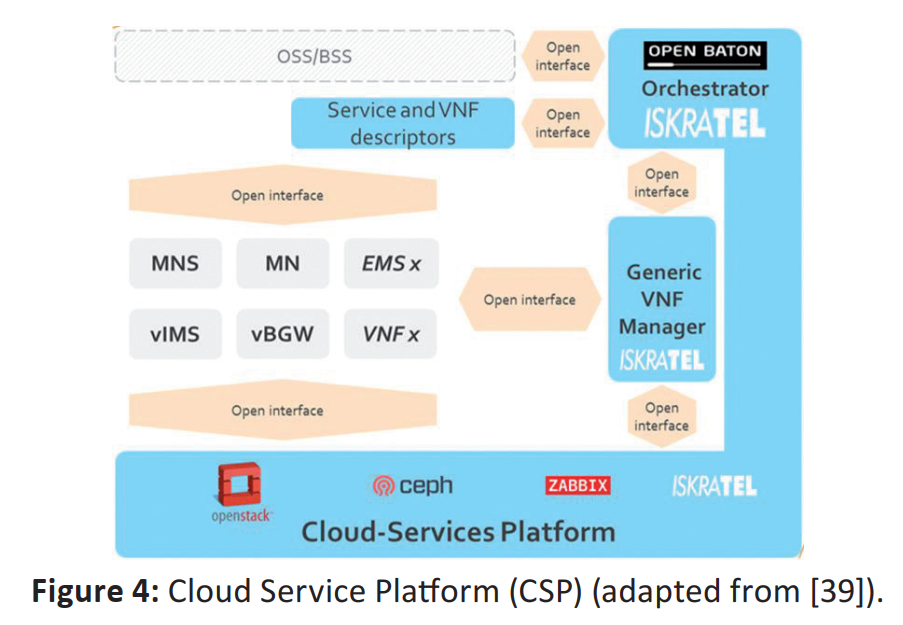 OSS/BSS
Open
interface
OPEN BATON
Orchestrator
ISKRATEL
Service and VNF
descriptors
Open
interface
Open interface
Open
interface
MNS
MN
EMS x
Open interface
Generic
VNF
Manager
ISKRATEL
vIMS
vBGW
VNF x
Open interface
Open
interface
openstack
ceph
ZABBIX
ISKRATEL
Cloud-Services Platform
Figure 4: Cloud Service Platform (CSP) (adapted from [39]).